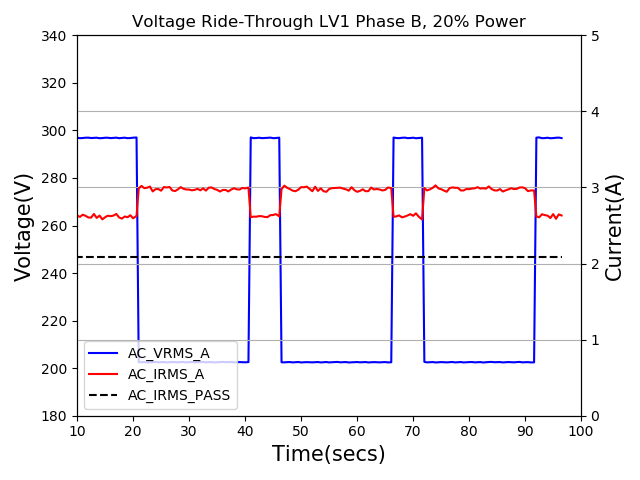 Voltage Ride-Through LV1 Phase B, 20% Power
340
320
300
280
260
240
220
200
180
Voltage(V)
5
4
3
2
1
0
Current(A)
AC_VRMS_A
AC_IRMS_A
AC_IRMS_PASS
10 20 30 40 50 60 70 80 90 100
Time(secs)